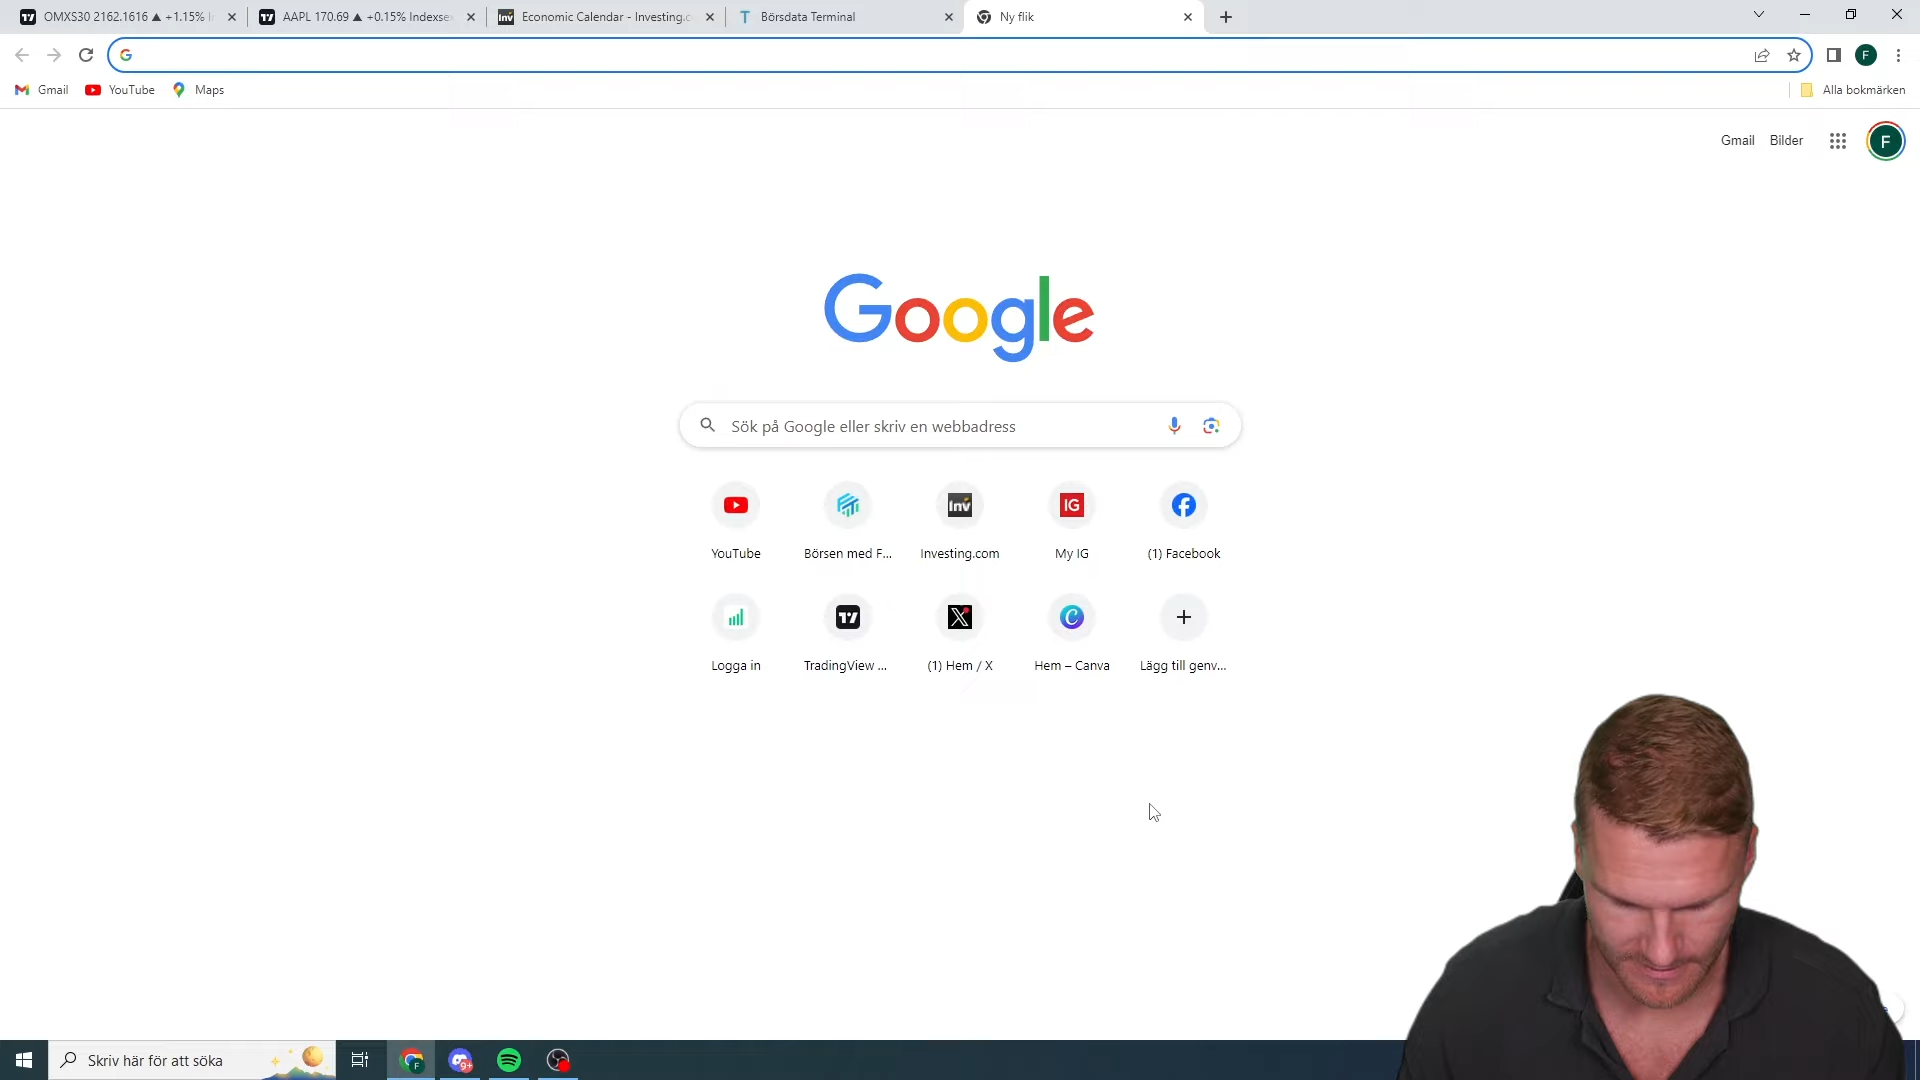 OMXS30 2162.1616 ▲ +1.15%
AAPL 170.69 ▲ +0.15% Indexse
Economic Calendar - Investing.c
Börsdata Terminal
Ny flik
F
Gmail
YouTube
Maps
Alla bokmärken
Gmail
Bilder
F
Google
Sök på Google eller skriv en webbadress
Inv
IG
YouTube
Börsen med F...
Investing.com
My IG
(1) Facebook
Logga in
TradingView ...
(1) Hem / X
Hem – Canva
Lägg till genv...
Skriv här för att söka
F
9+